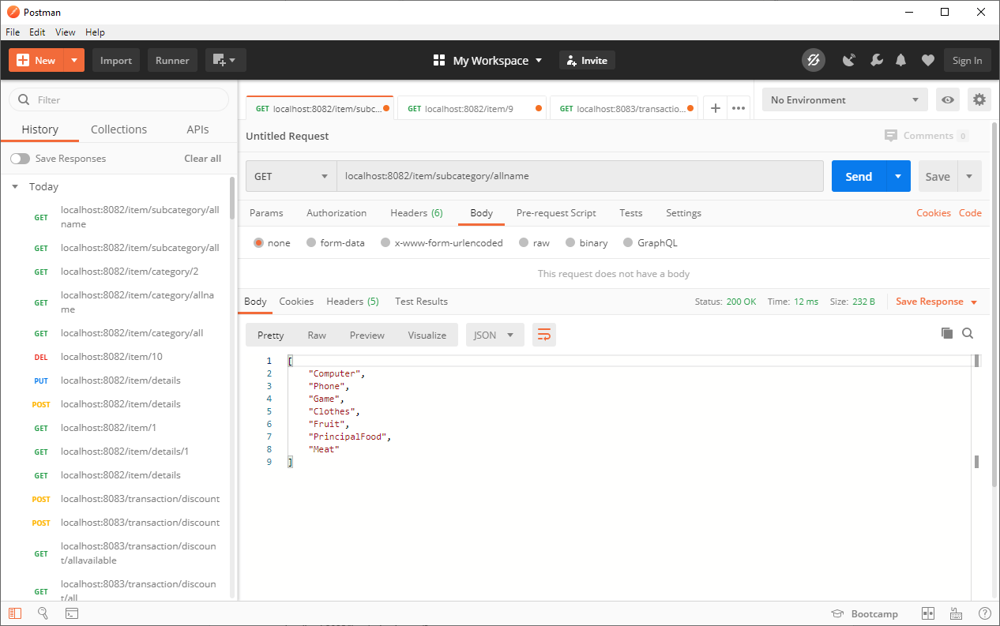 Postman
File Edit View Help
New Import Runner My Workspace Invite Sign In
Filter
History Collections APIs
Save Responses Clear all
Today
GET localhost:8082/item/subcategory/all
name
GET localhost:8082/item/subcategory/all
GET localhost:8082/item/category/2
GET localhost:8082/item/category/allna
me
GET localhost:8082/item/category/all
DEL localhost:8082/item/10
PUT localhost:8082/item/details
POST localhost:8082/item/details
GET localhost:8082/item/1
GET localhost:8082/item/details/1
GET localhost:8082/item/details
POST localhost:8083/transaction/discount
POST localhost:8083/transaction/discount
GET localhost:8083/transaction/discoun
t/allavailable
GET localhost:8083/transaction/discoun
t/all
GET localhost:8082/item/subc... GET localhost:8082/item/9 GET localhost:8083/transactio... No Environment
Untitled Request Comments 0
GET localhost:8082/item/subcategory/allname Send Save
Params Authorization Headers (6) Body Pre-request Script Tests Settings Cookies Code
none form-data x-www-form-urlencoded raw binary GraphQL
This request does not have a body
Body Cookies Headers (5) Test Results Status: 200 OK Time: 12 ms Size: 232 B Save Response
Pretty Raw Preview Visualize JSON
1 [
2 "Computer",
3 "Phone",
4 "Game",
5 "Clothes",
6 "Fruit",
7 "PrincipalFood",
8 "Meat"
9 ]
Bootcamp